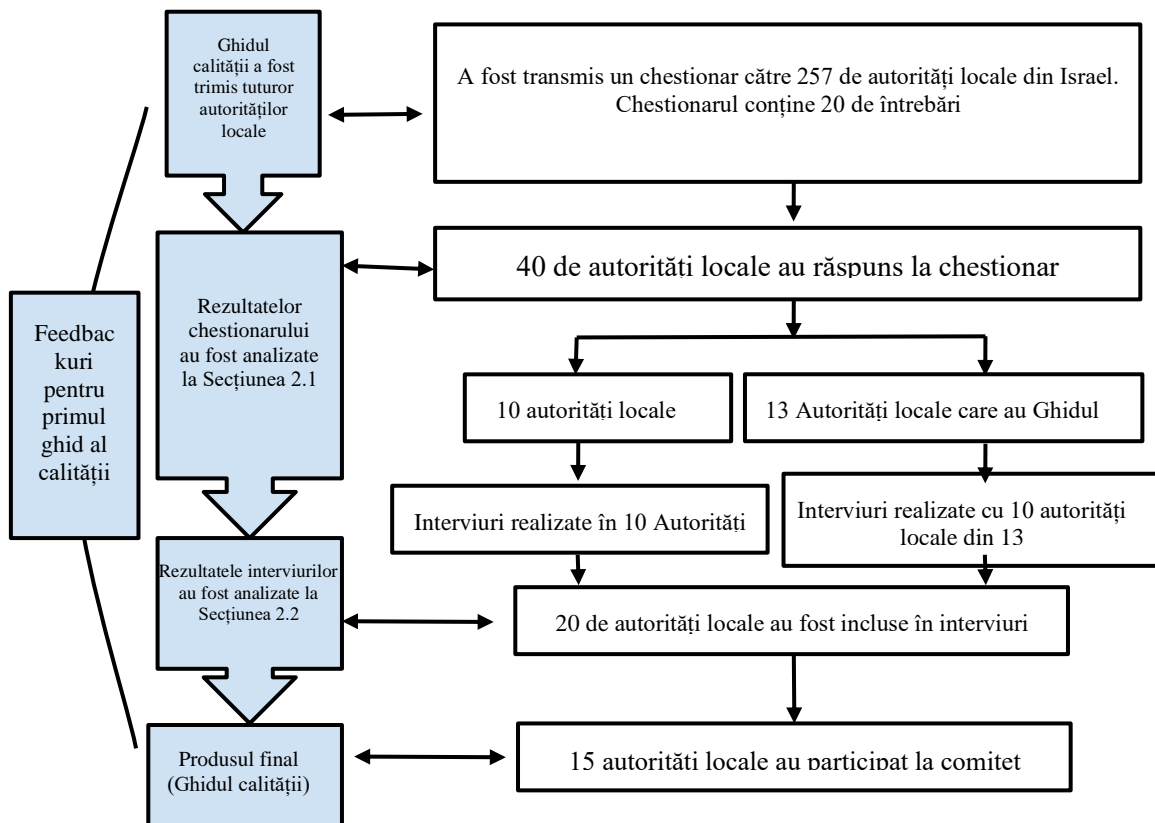 Ghidul
calității a fost
trimis tuturor
autorităților
locale
A fost transmis un chestionar către 257 de autorități locale din Israel.
Chestionarul conține 20 de întrebări
40 de autorități locale au răspuns la chestionar
Rezultatelor
chestionarului
au fost analizate
la Secțiunea 2.1
Feedbac
kuri
pentru
primul
ghid al
calității
10 autorități locale
13 Autorități locale care au Ghidul
Interviuri realizate în 10 Autorități
Interviuri realizate cu 10 autorități
locale din 13
Rezultatele interviurilor
au fost analizate la
Secțiunea 2.2
20 de autorități locale au fost incluse în interviuri
Produsul final
(Ghidul calității)
15 autorități locale au participat la comitet